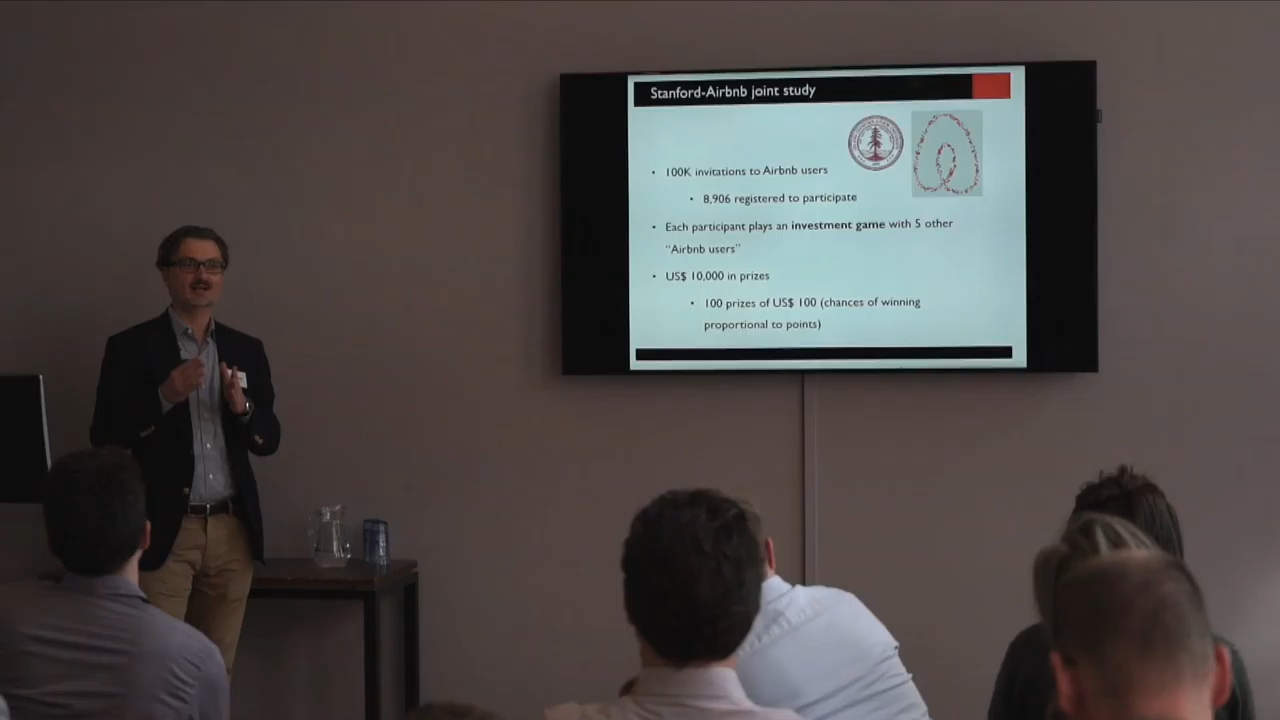 Stanford-Airbnb joint study
• 100K invitations to Airbnb users
• 8,906 registered to participate
• Each participant plays an investment game with 5 other
"Airbnb users"
• US$ 10,000 in prizes
• 100 prizes of US$ 100 (chances of winning
proportional to points)